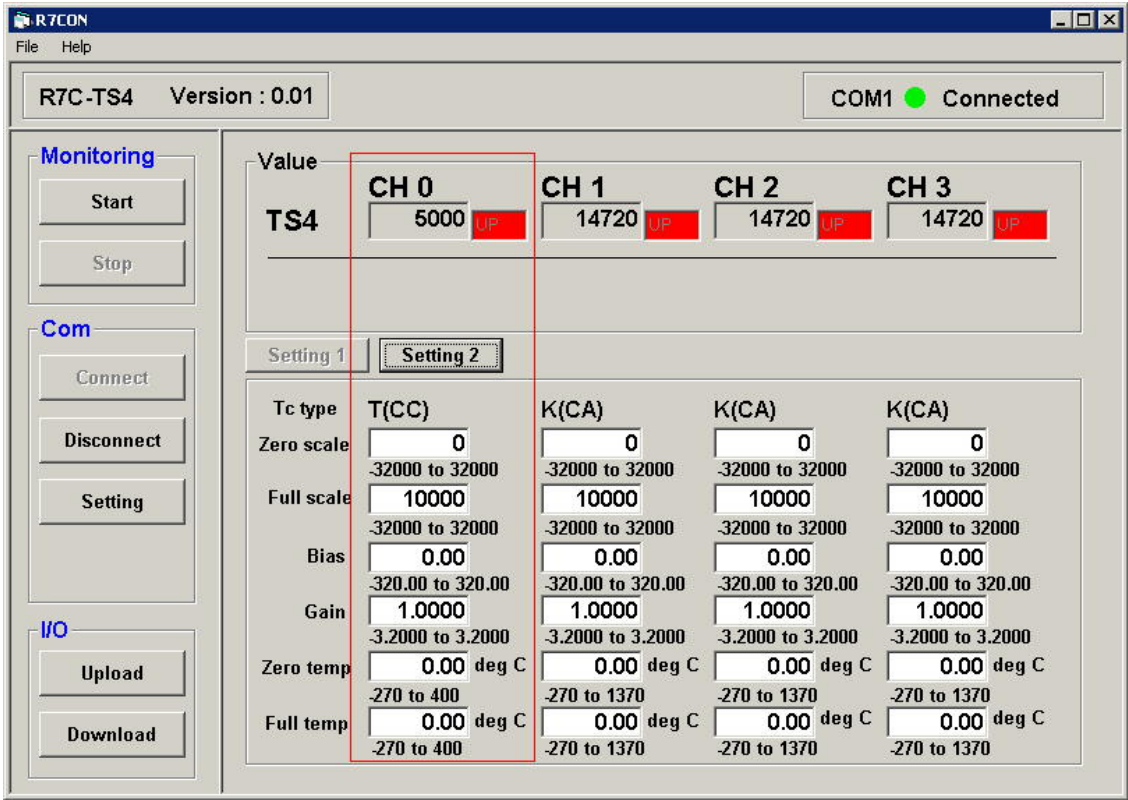 R7CON
File Help
R7C-TS4 Version : 0.01
COM1 Connected
Monitoring
Start
Stop
Com
Connect
Disconnect
Setting
I/O
Upload
Download
Value
CH 0 CH 1 CH 2 CH 3
TS4 5000 UP 14720 UP 14720 UP 14720 UP
Setting 1 Setting 2
Tc type T(CC) K(CA) K(CA) K(CA)
Zero scale 0 0 0 0
-32000 to 32000 -32000 to 32000 -32000 to 32000 -32000 to 32000
Full scale 10000 10000 10000 10000
-32000 to 32000 -32000 to 32000 -32000 to 32000 -32000 to 32000
Bias 0.00 0.00 0.00 0.00
-320.00 to 320.00 -320.00 to 320.00 -320.00 to 320.00 -320.00 to 320.00
Gain 1.0000 1.0000 1.0000 1.0000
-3.2000 to 3.2000 -3.2000 to 3.2000 -3.2000 to 3.2000 -3.2000 to 3.2000
Zero temp 0.00 deg C 0.00 deg C 0.00 deg C 0.00 deg C
-270 to 400 -270 to 1370 -270 to 1370 -270 to 1370
Full temp 0.00 deg C 0.00 deg C 0.00 deg C 0.00 deg C
-270 to 400 -270 to 1370 -270 to 1370 -270 to 1370